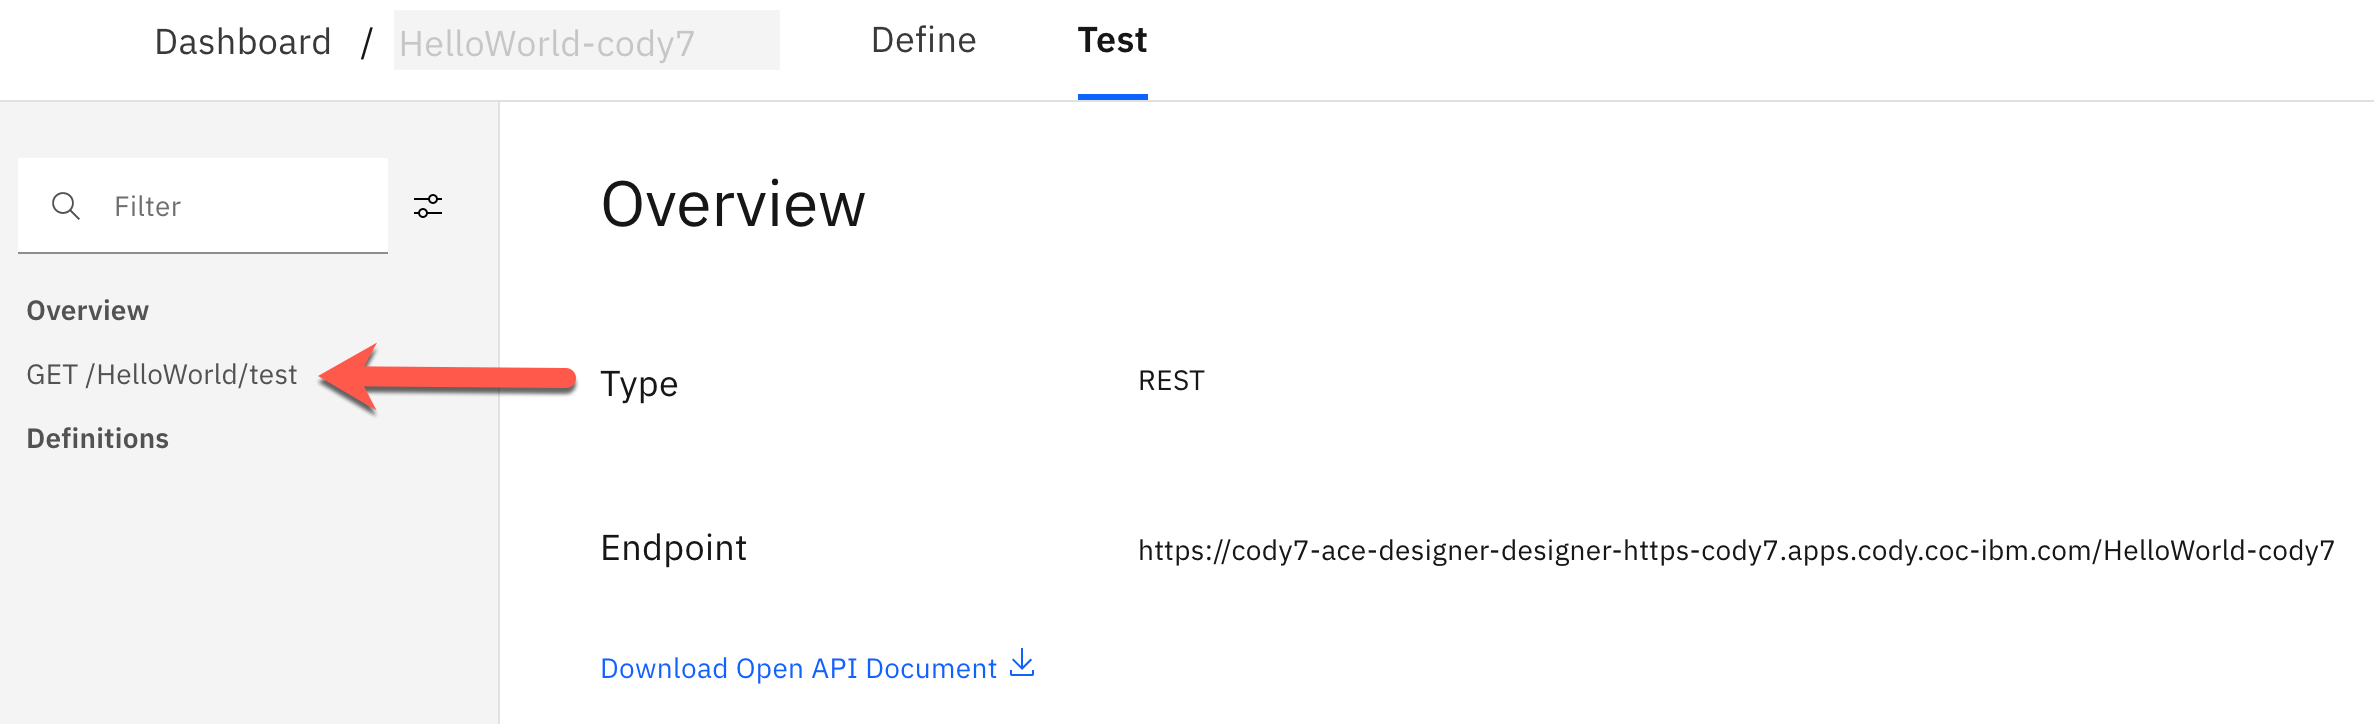 Dashboard / HelloWorld-cody7 Define Test
Filter
Overview
GET /HelloWorld/test
Definitions
Overview
Type REST
Endpoint https://cody7-ace-designer-designer-https-cody7.apps.cody.coc-ibm.com/HelloWorld-cody7
Download Open API Document